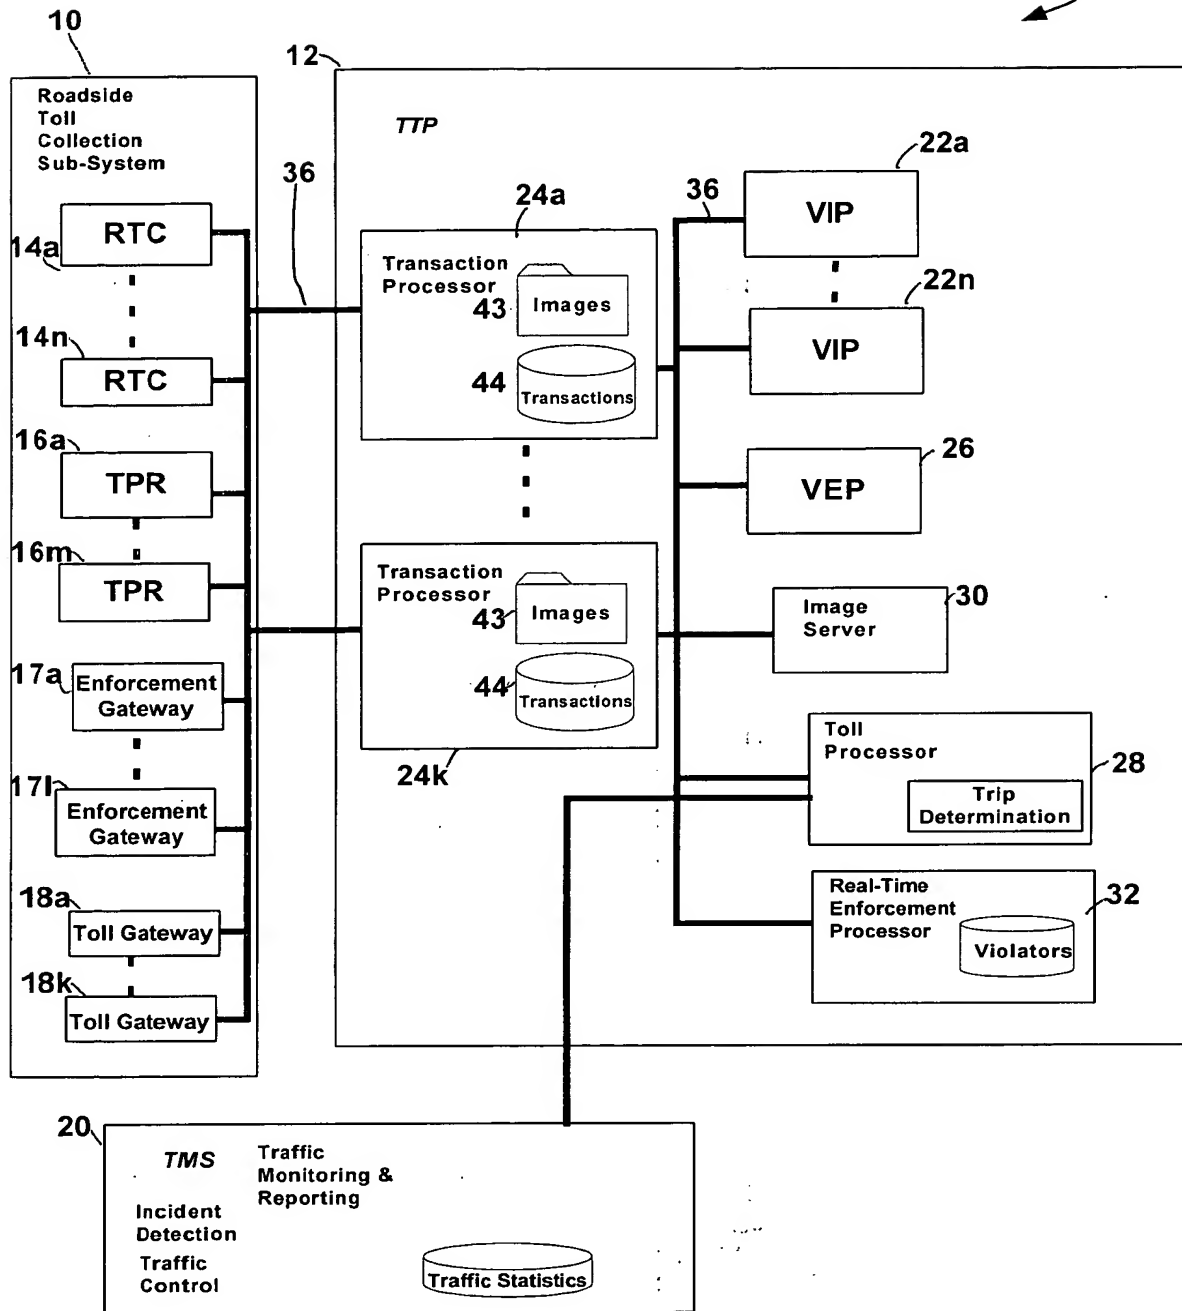 10
Roadside
Toll
Collection
Sub-System
14a
RTC
14n
RTC
16a
TPR
16m
TPR
17a
Enforcement
Gateway
17l
Enforcement
Gateway
18a
Toll Gateway
18k
Toll Gateway
36
12
TTP
24a
Transaction
Processor
43
Images
44
Transactions
Transaction
Processor
43
Images
44
Transactions
24k
36
22a
VIP
22n
VIP
26
VEP
30
Image
Server
Toll
Processor
28
Trip
Determination
Real-Time
Enforcement
Processor
32
Violators
20
TMS
Traffic
Monitoring &
Reporting
Incident
Detection
Traffic
Control
Traffic Statistics